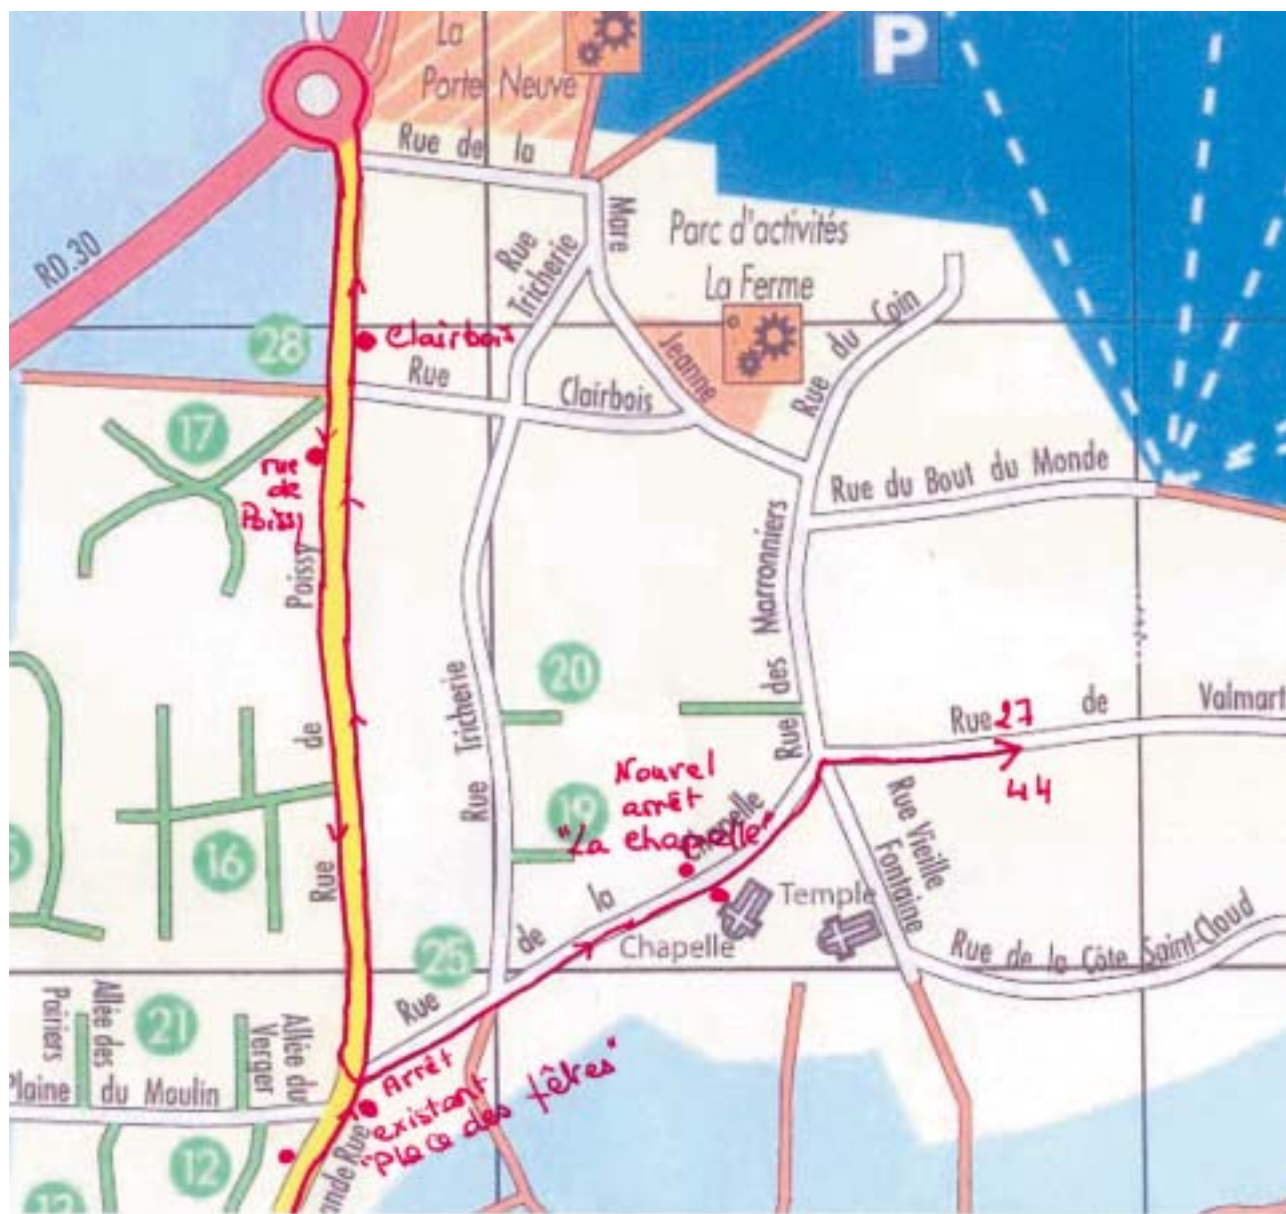 La
Porte Neuve
P
Rue de la
Mare
Rue
Tricherie
Parc d'activités
La Ferme
RD.30
28
Clairbois
Rue
Clairbois
Jeanne
Rue du Coin
17
rue
de
Poissy
Rue du Bout du Monde
Rue de Poissy
Rue Tricherie
20
Rue des Marronniers
Rue 27 de Valmart
44
Nouvel
arrêt
"La chapelle"
19
16
Rue de la Chapelle
Temple
Chapelle
Rue Vieille
Fontaine
Rue de la Côte Saint-Cloud
25
21
Allée des
Poiriers
Allée du
Verger
Plaine du Moulin
Arrêt
existant
"Place des fêtes"
ande Rue
12